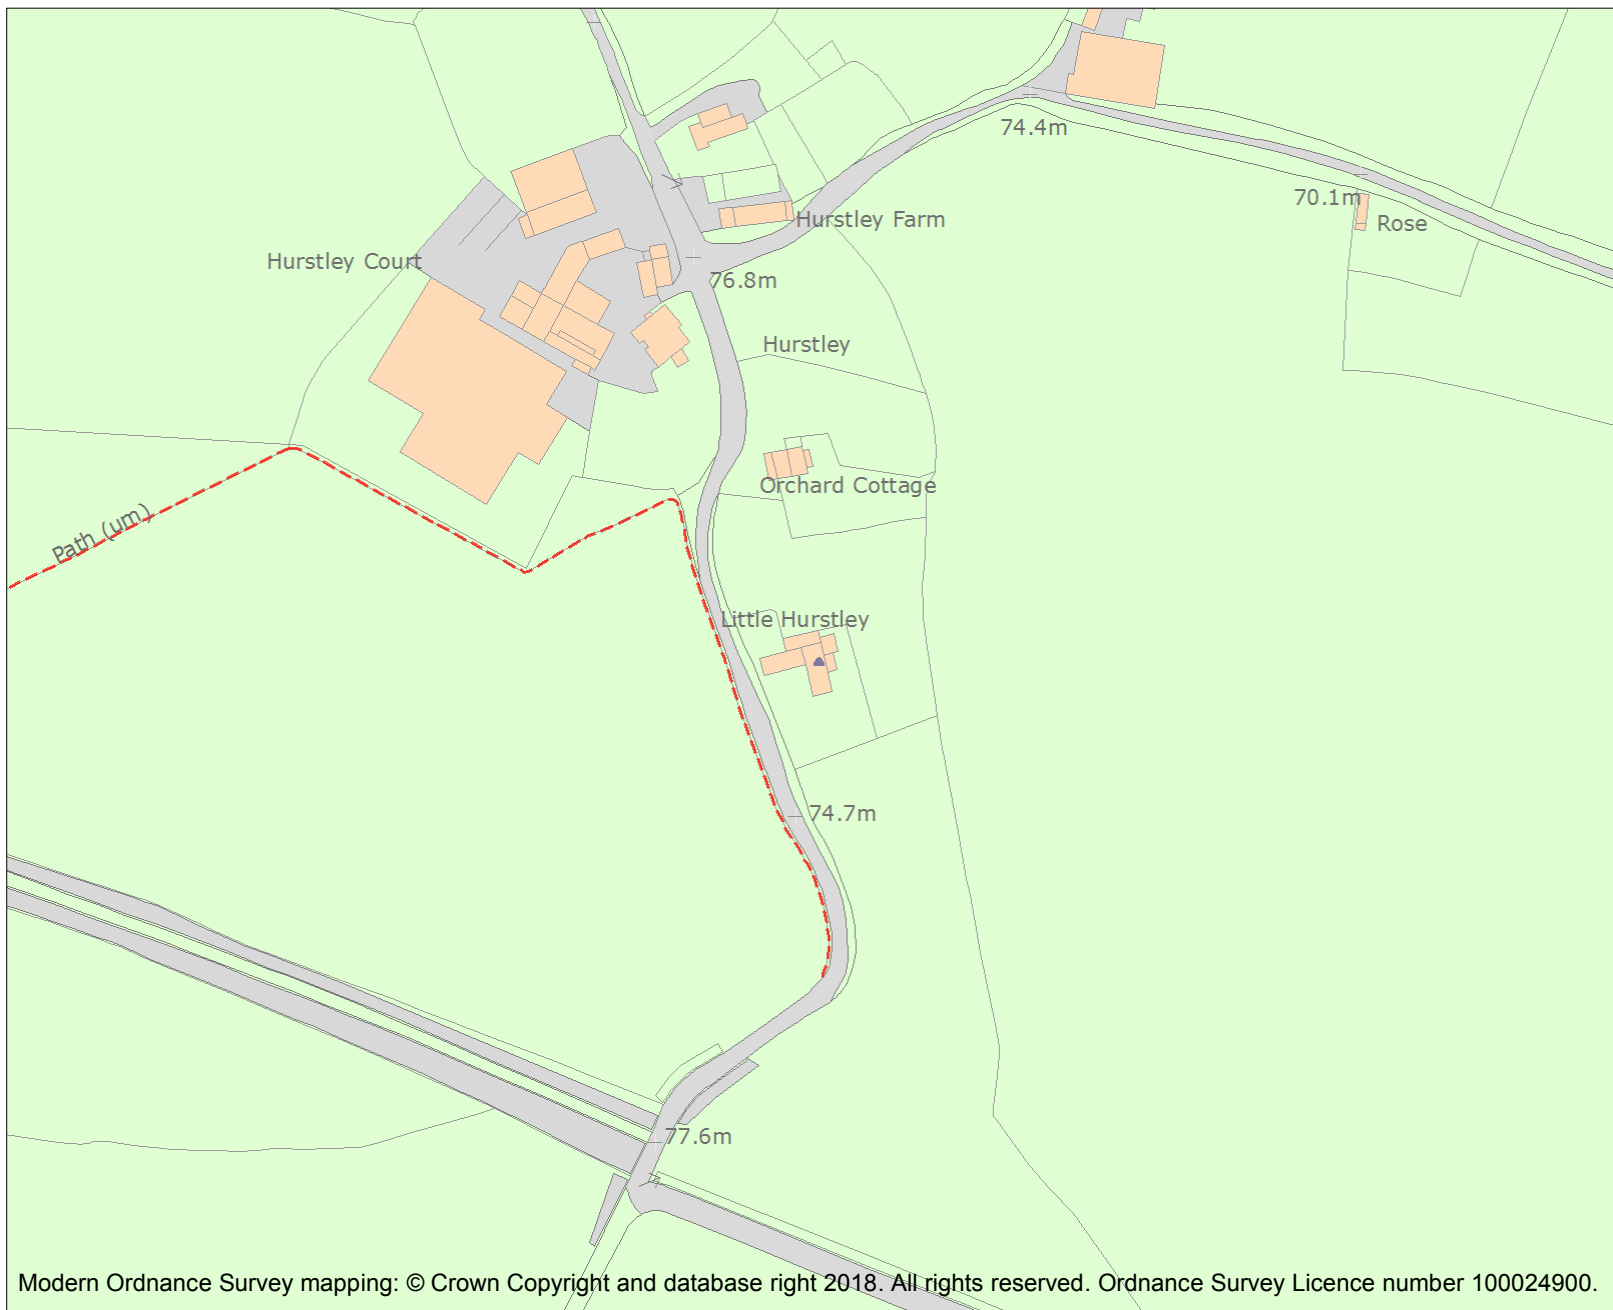 74.4m
70.1m
Hurstley Farm
Rose
Hurstley Court
76.8m
Hurstley
Orchard Cottage
Path (um)
Little Hurstley
74.7m
77.6m
Modern Ordnance Survey mapping: © Crown Copyright and database right 2018. All rights reserved. Ordnance Survey Licence number 100024900.